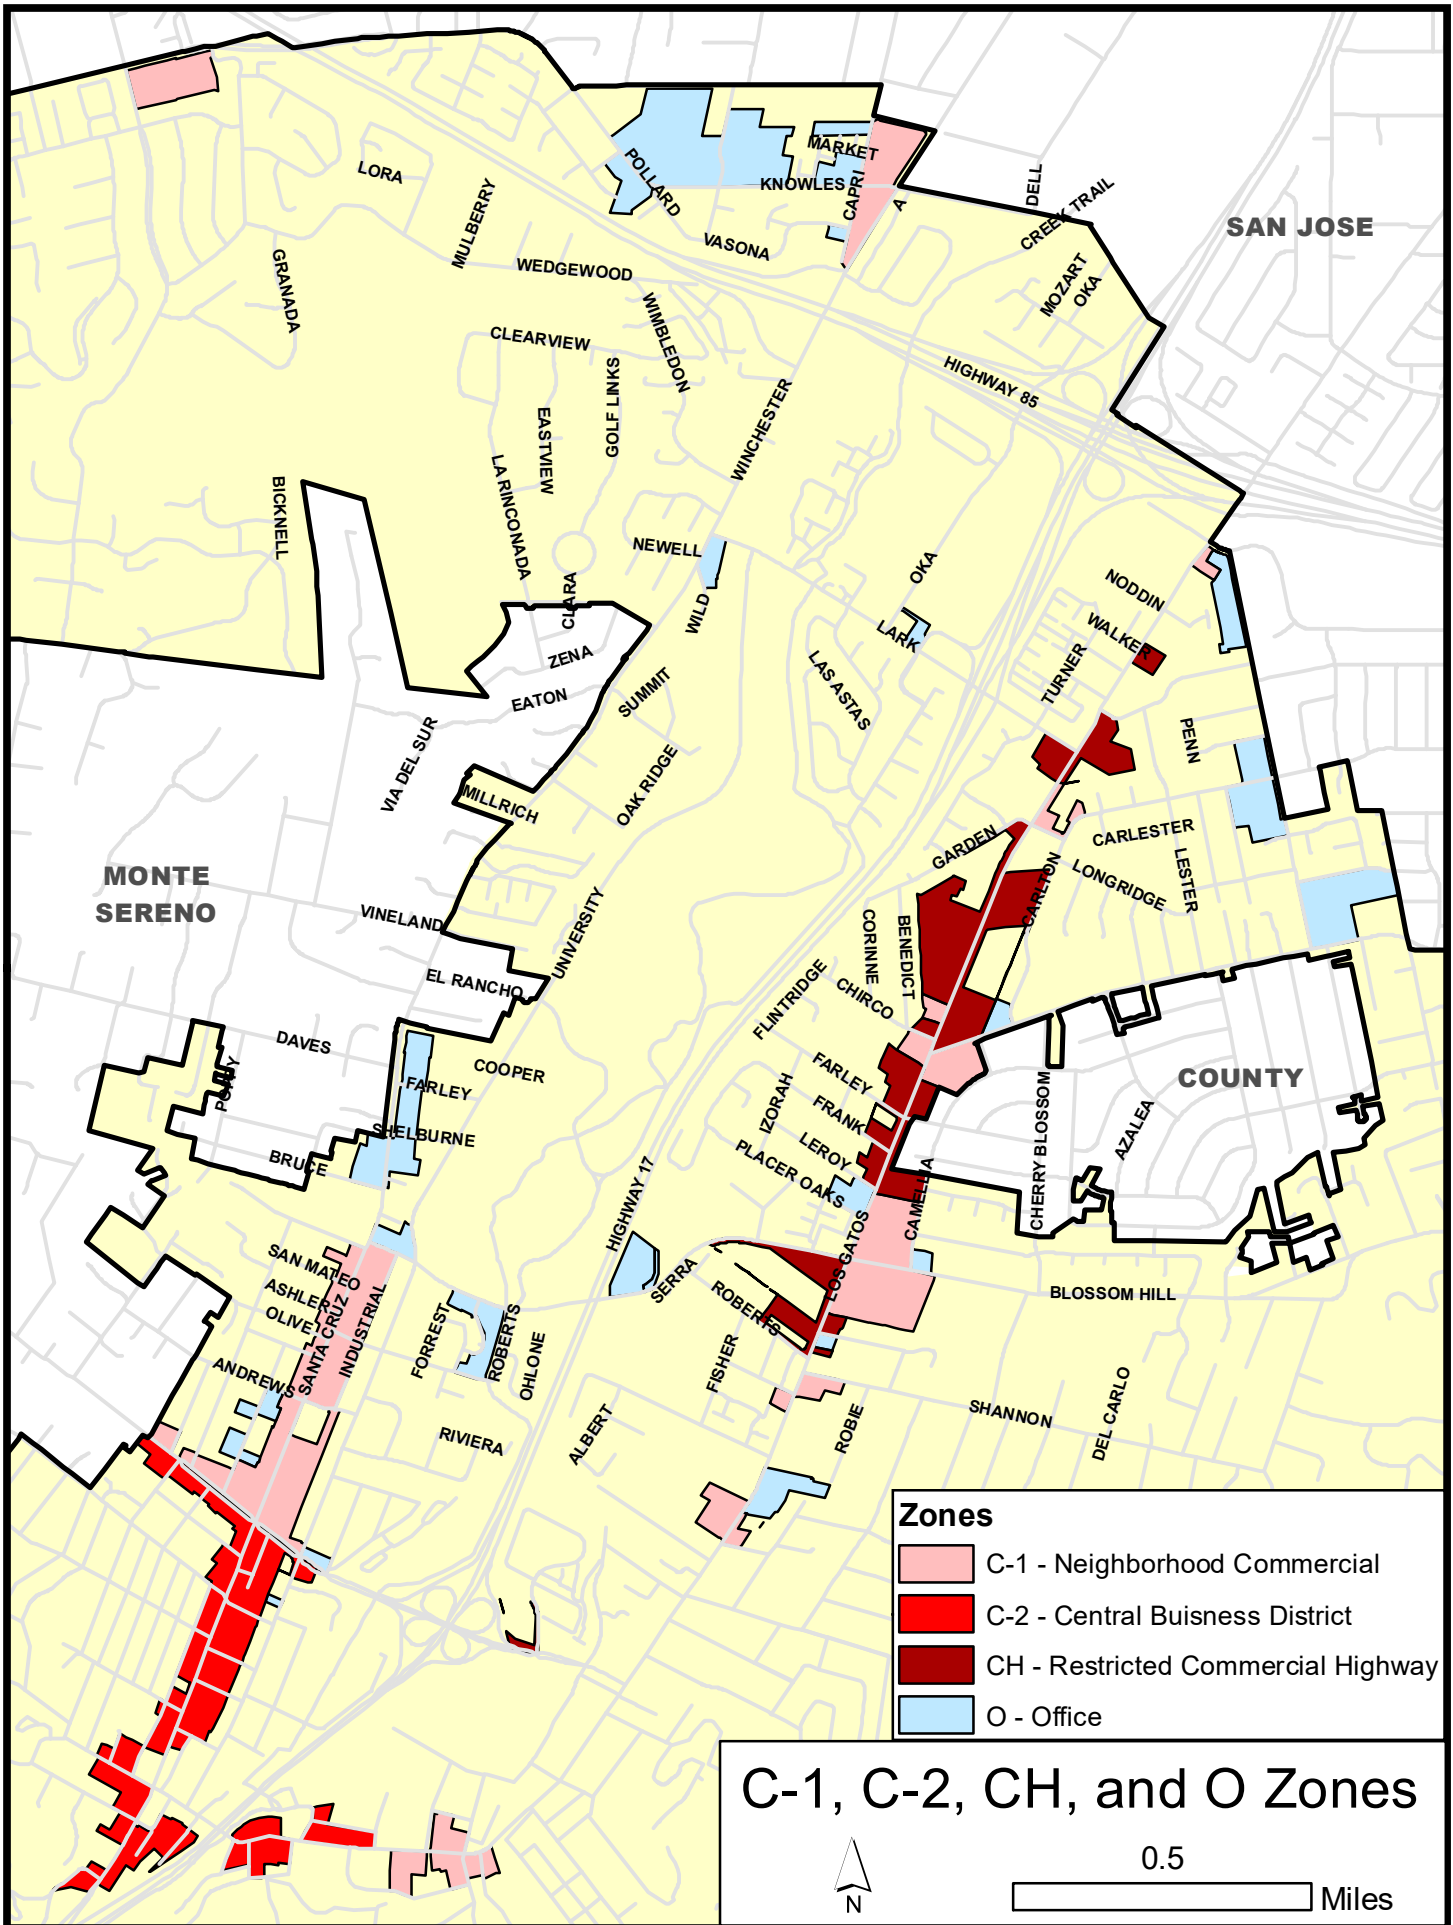 MARKET
LORA
POLLARD
KNOWLES
CAPRI
A
DELL
CREEK TRAIL
SAN JOSE
MULBERRY
VASONA
WEDGEWOOD
MOZART
OKA
GRANADA
WIMBLEDON
CLEARVIEW
HIGHWAY 85
GOLF LINKS
WINCHESTER
EASTVIEW
LA RINCONADA
BICKNELL
NEWELL
OKA
NODDIN
CLARA
WILD
LARK
WALKER
ZENA
TURNER
LAS ASTAS
EATON
SUMMIT
PENN
VIA DEL SUR
OAK RIDGE
MILLRICH
GARDEN
CARLESTER
LONGRIDGE
LESTER
CARLTON
MONTE
SERENO
VINELAND
UNIVERSITY
CORINNE
BENEDICT
EL RANCHO
FLINTRIDGE
CHIRCO
DAVES
COOPER
FARLEY
FARLEY
IZORAH
FRANK
COUNTY
CHERRY BLOSSOM
AZALEA
SHELBURNE
LEROY
BRUCE
PLACER OAKS
CAMELLIA
HIGHWAY 17
LOS GATOS
SAN MATEO
ASHLER
OLIVE
SANTA CRUZ
INDUSTRIAL
SERRA
ROBERTS
BLOSSOM HILL
FORREST
ROBERTS
OHLONE
FISHER
ANDREWS
DEL CARLO
SHANNON
ROBIE
RIVIERA
ALBERT
Zones
C-1 - Neighborhood Commercial
C-2 - Central Buisness District
CH - Restricted Commercial Highway
O - Office
C-1, C-2, CH, and O Zones
N
0.5
Miles